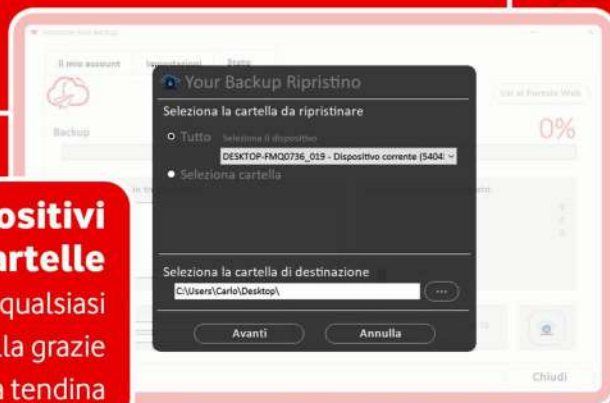 Il mio account Impostazioni Stato
Vai al Portale Web
Backup
0%
Your Backup Ripristino
Seleziona la cartella da ripristinare
Tutto Seleziona il dispositivo
DESKTOP-FMQ0736_019 - Dispositivo corrente (5404
Seleziona cartella
Seleziona la cartella di destinazione
C:\Users\Carlo\Desktop\
...
Avanti Annulla
Chiudi
ositivi
artelle
qualsiasi
lla grazie
a tendina